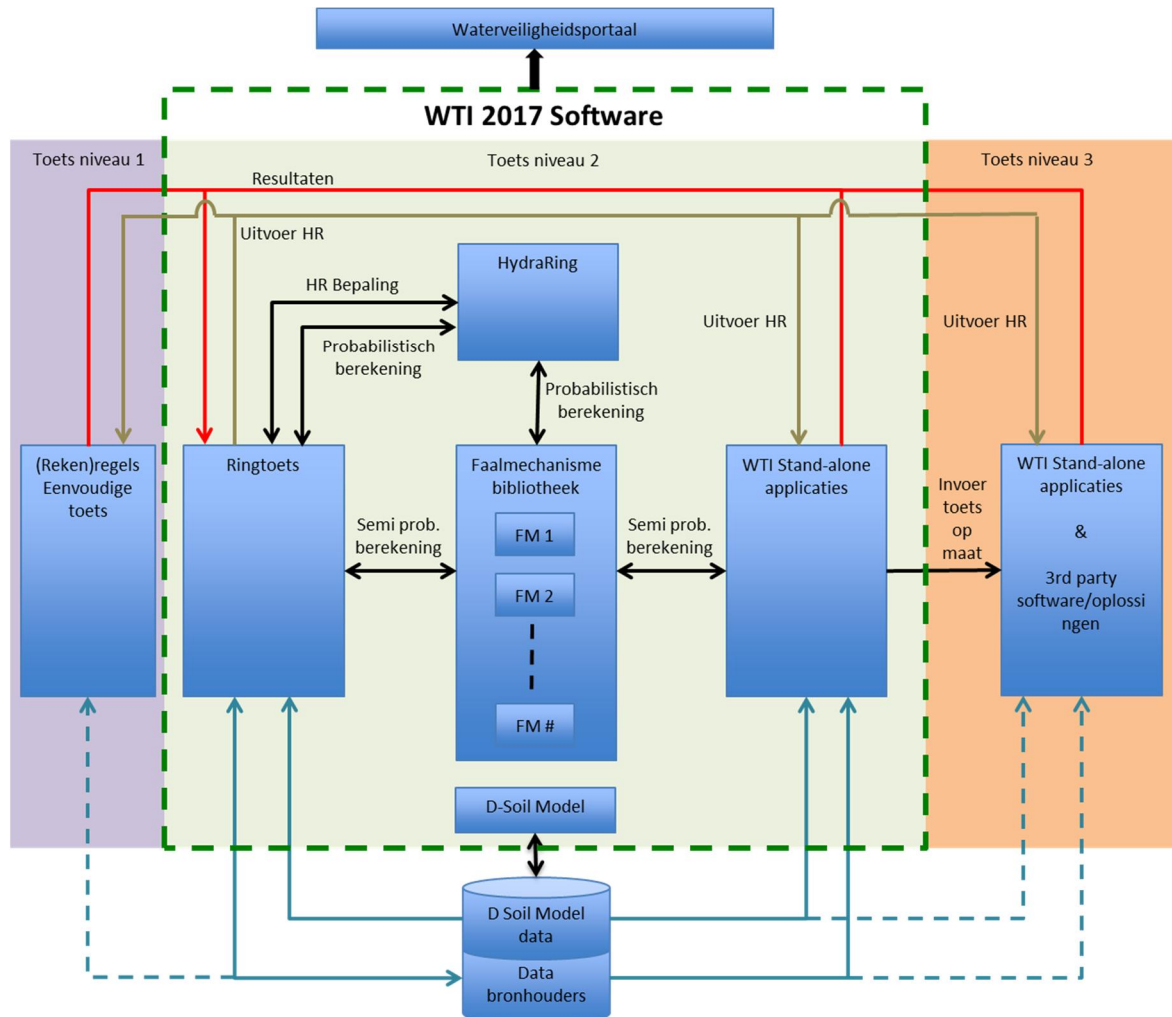 Waterveiligheidsportaal
WTI 2017 Software
Toets niveau 1
Toets niveau 2
Toets niveau 3
Resultaten
Uitvoer HR
HydraRing
HR Bepaling
Uitvoer HR
Uitvoer HR
Probabilistisch
berekening
Probabilistisch
berekening
(Reken)regels
Eenvoudige
toets
Ringtoets
Faalmechanisme
bibliotheek
WTI Stand-alone
applicaties
Invoer
toets
op
maat
WTI Stand-alone
applicaties
&
3rd party
software/oplossi
ngen
Semi prob.
berekening
FM 1
Semi prob.
berekening
FM 2
FM #
D-Soil Model
D Soil Model
data
Data
bronhouders